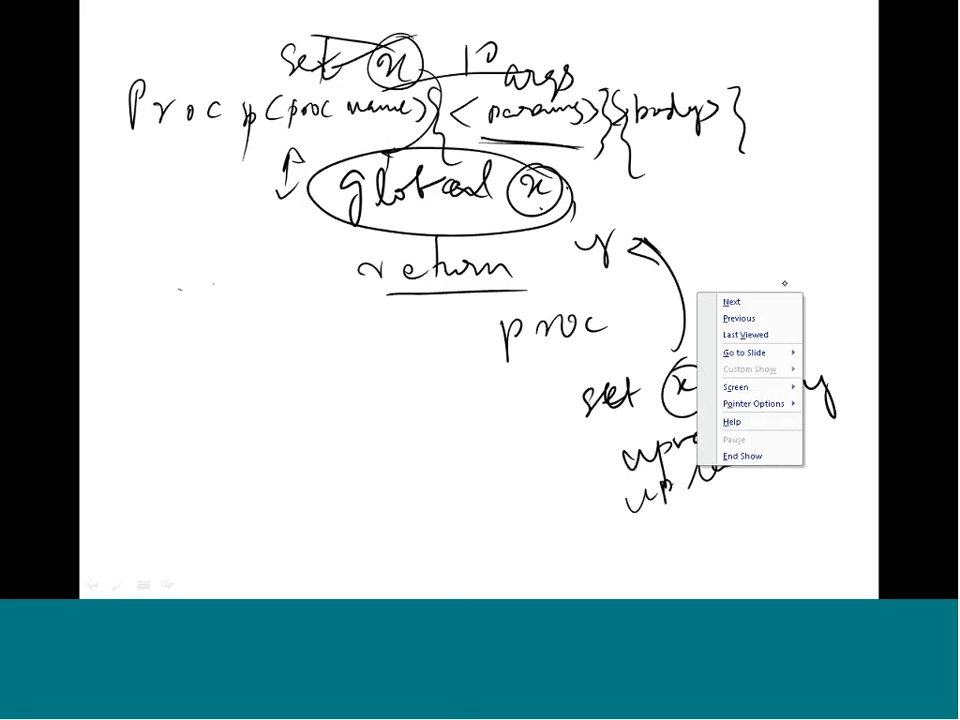 set x 10
args
Proc p(proc name) { <params>} {<body> }
global x
return
y
proc
set x y
Next
Previous
Last Viewed
Go to Slide
Custom Show
Screen
Pointer Options
Help
Pause
End Show